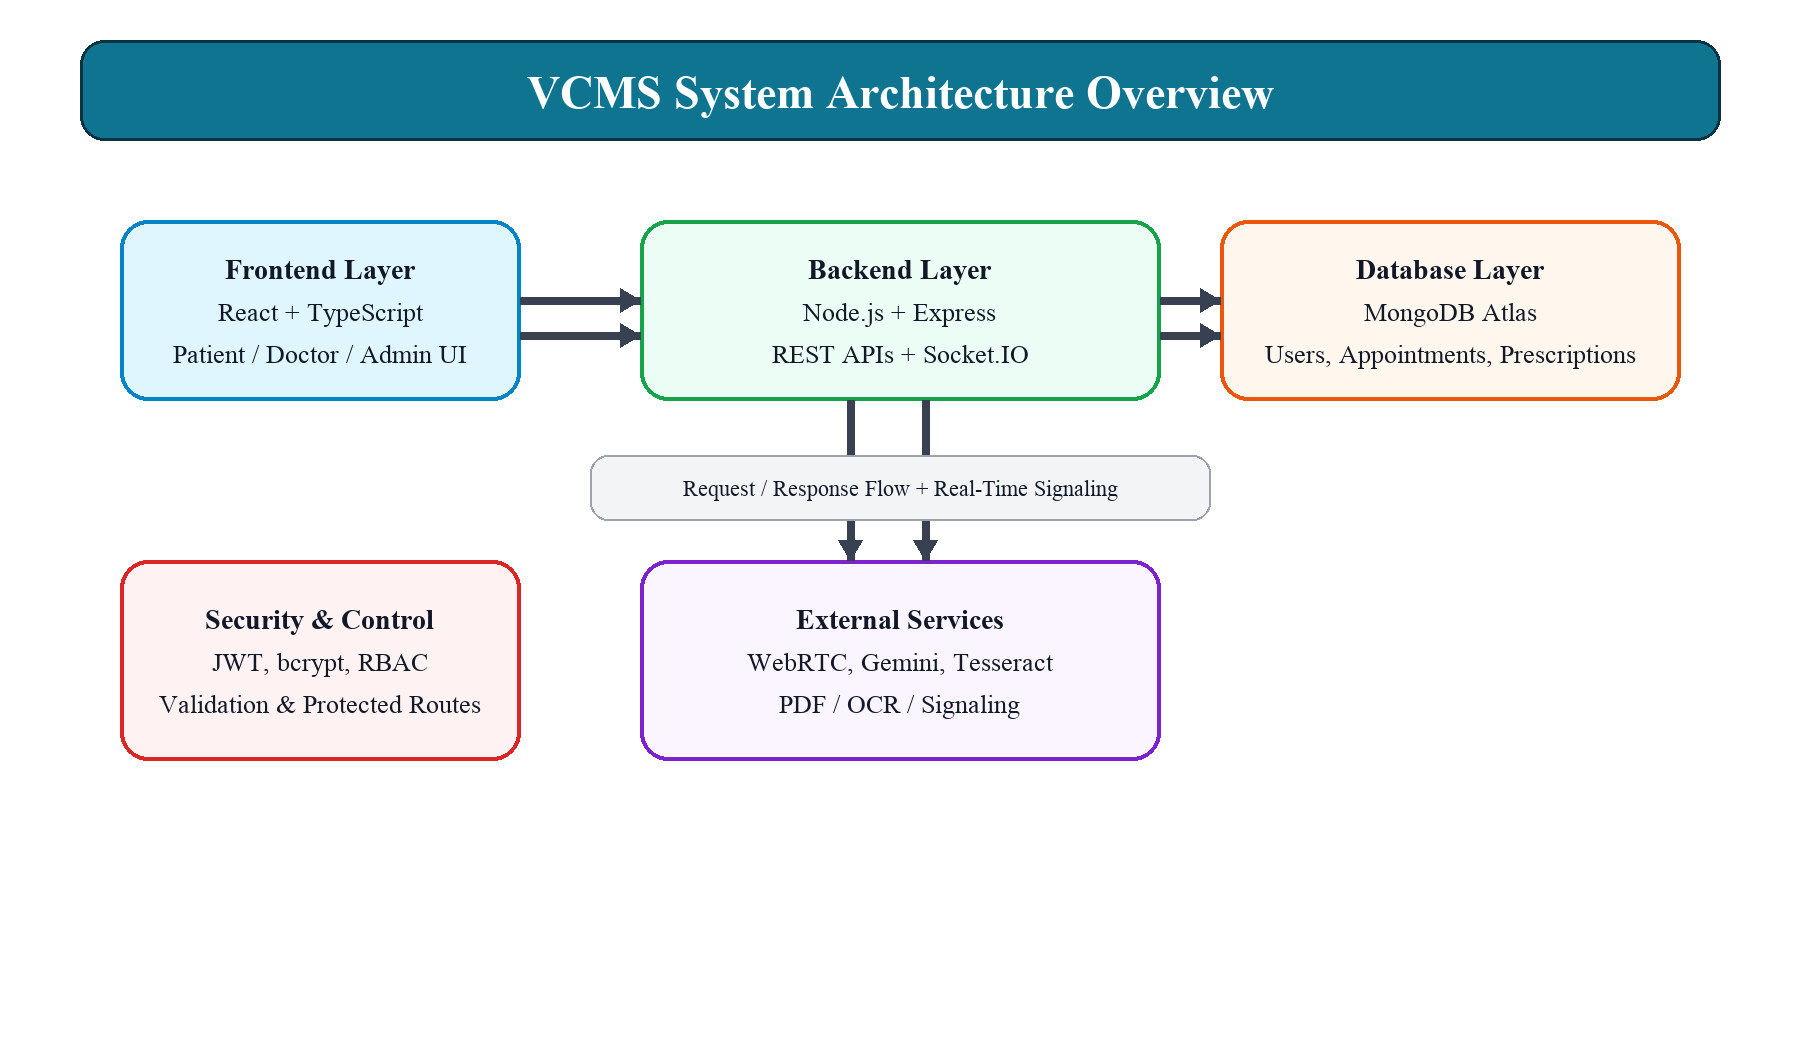 VCMS System Architecture Overview
Frontend Layer
React + TypeScript
Patient / Doctor / Admin UI
Backend Layer
Node.js + Express
REST APIs + Socket.IO
Database Layer
MongoDB Atlas
Users, Appointments, Prescriptions
Request / Response Flow + Real-Time Signaling
Security & Control
JWT, bcrypt, RBAC
Validation & Protected Routes
External Services
WebRTC, Gemini, Tesseract
PDF / OCR / Signaling